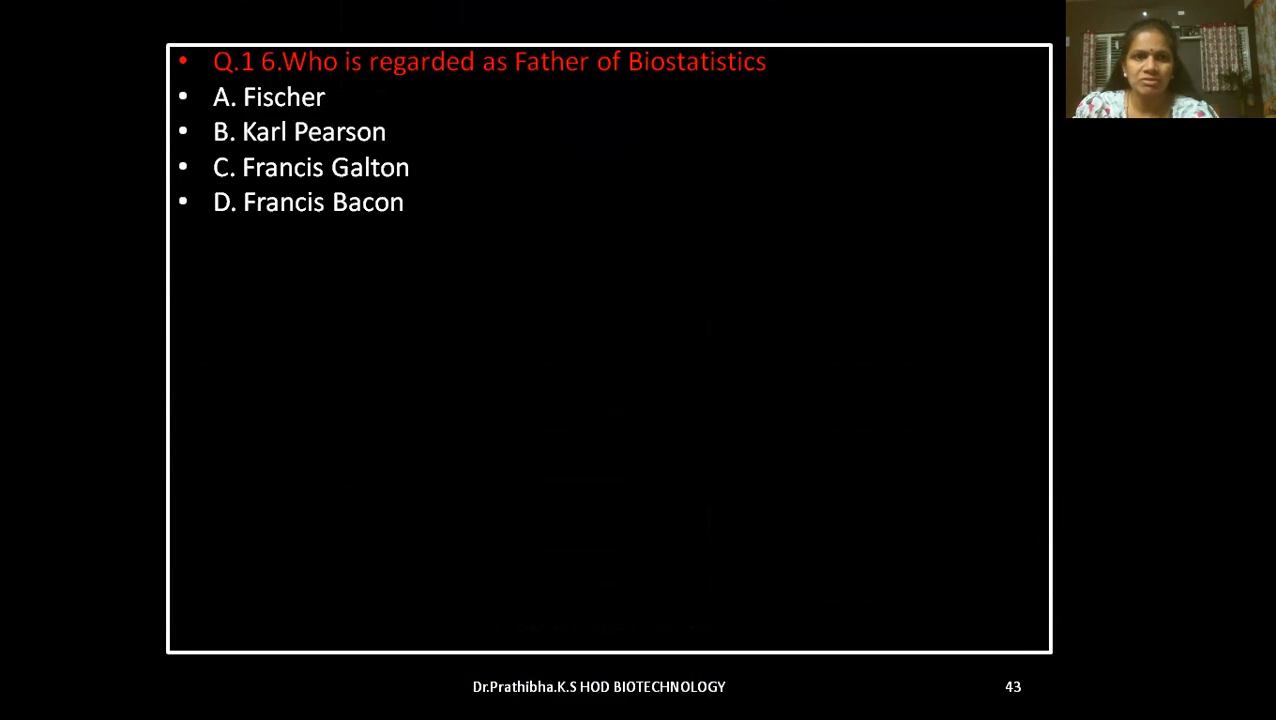 • Q.1 6.Who is regarded as Father of Biostatistics
• A. Fischer
• B. Karl Pearson
• C. Francis Galton
• D. Francis Bacon
Dr.Prathibha.K.S HOD BIOTECHNOLOGY
43